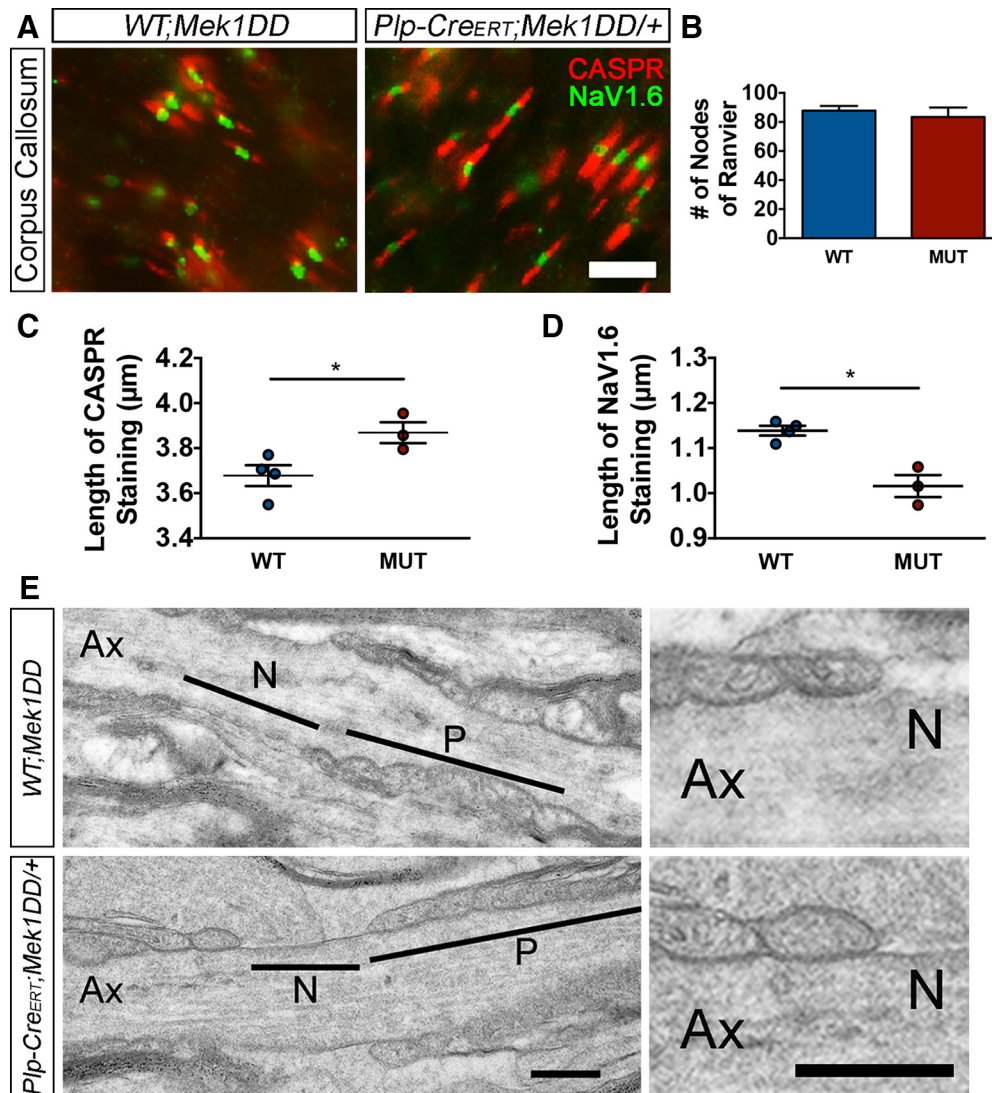 A
WT;Mek1DD
Plp-CreERT;Mek1DD/+
Corpus Callosum
CASPR
NaV1.6
B
# of Nodes
of Ranvier
100
80
60
40
20
0
WT
MUT
C
Length of CASPR
Staining (µm)
4.2
4.0
3.8
3.6
3.4
*
WT
MUT
D
Length of NaV1.6
Staining (µm)
1.3
1.2
1.1
1.0
0.9
*
WT
MUT
E
WT;Mek1DD
Ax
N
P
Ax
N
Plp-CreERT;Mek1DD/+
Ax
N
P
Ax
N